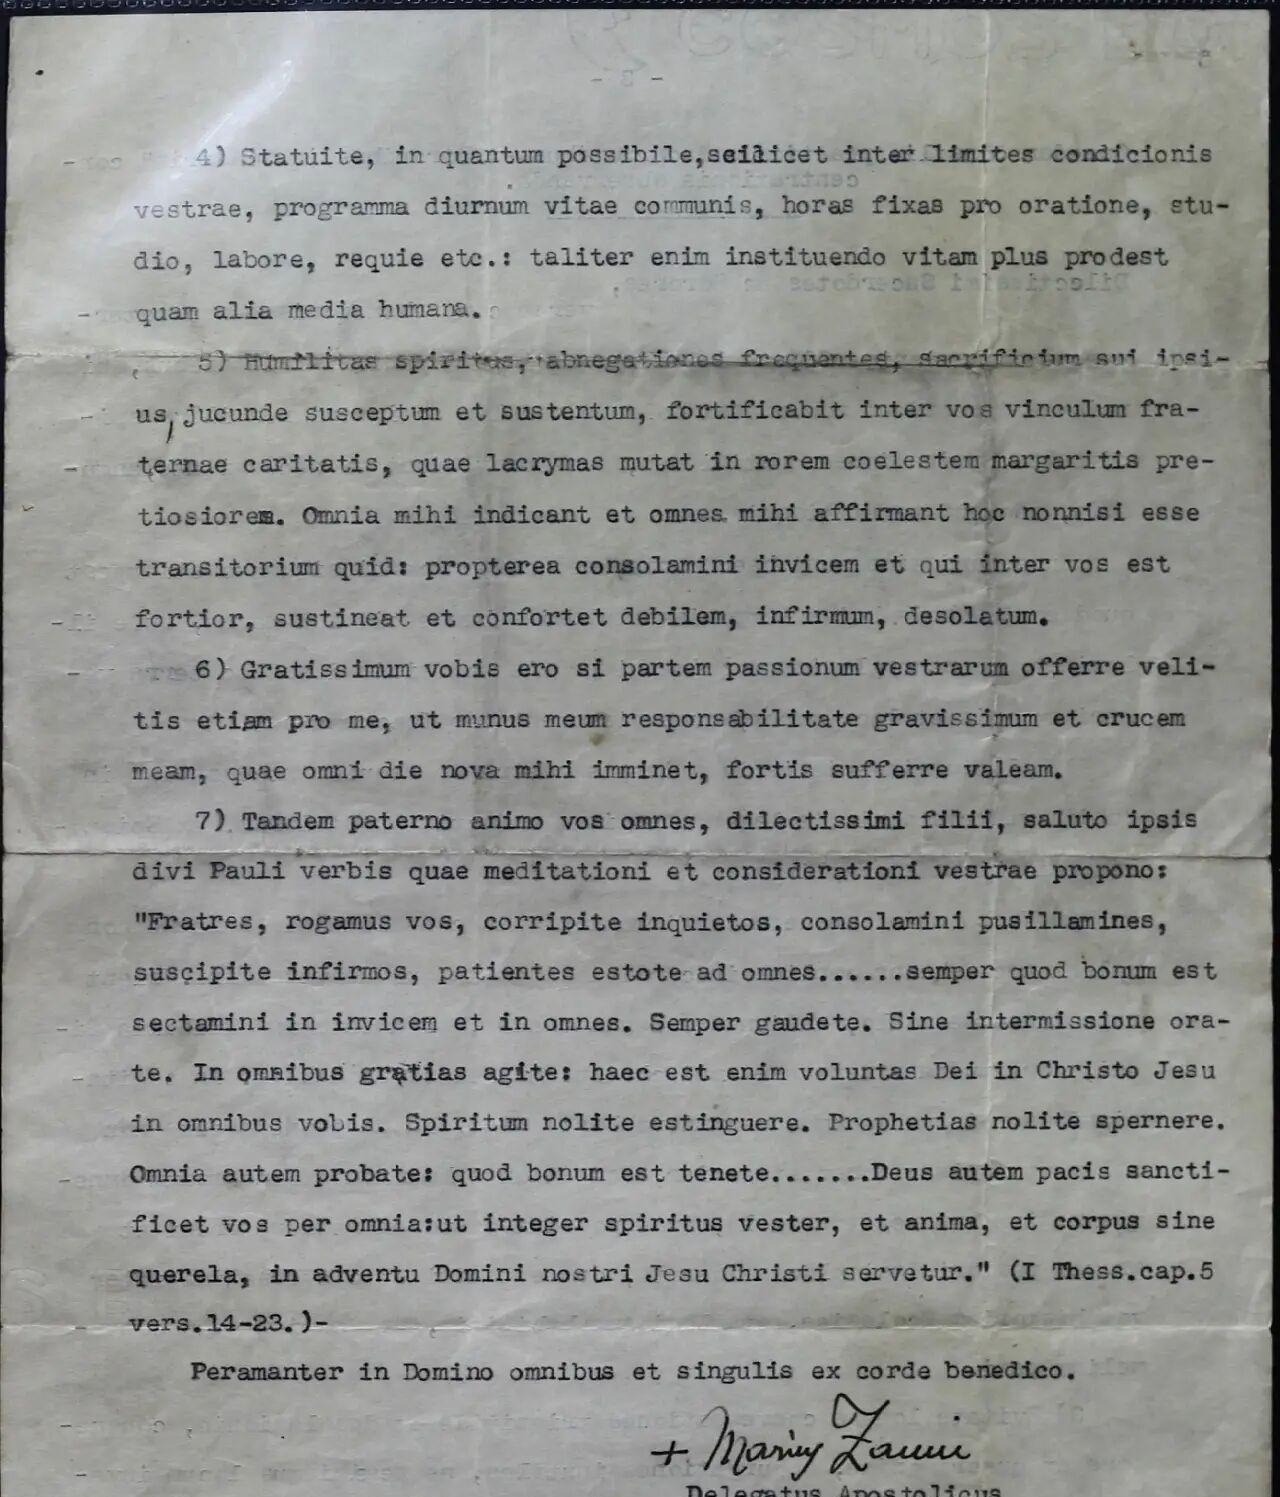 - 3 -
4) Statuite, in quantum possibile,scilicet inter limites condicionis
vestrae, programma diurnum vitae communis, horas fixas pro oratione, stu-
dio, labore, requie etc.: taliter enim instituendo vitam plus prodest
quam alia media humana.
5) Humilitas spiritus, abnegationes frequentes, sacrificium sui ipsi-
us, jucunde susceptum et sustentum, fortificabit inter vos vinculum fra-
ternae caritatis, quae lacrymas mutat in rorem coelestem margaritis pre-
tiosiorem. Omnia mihi indicant et omnes mihi affirmant hoc nonnisi esse
transitorium quid: propterea consolamini invicem et qui inter vos est
fortior, sustineat et confortet debilem, infirmum, desolatum.
6) Gratissimum vobis ero si partem passionum vestrarum offerre veli-
tis etiam pro me, ut munus meum responsabilitate gravissimum et crucem
meam, quae omni die nova mihi imminet, fortis sufferre valeam.
7) Tandem paterno animo vos omnes, dilectissimi filii, saluto ipsis
divi Pauli verbis quae meditationi et considerationi vestrae propono:
"Fratres, rogamus vos, corripite inquietos, consolamini pusillamines,
suscipite infirmos, patientes estote ad omnes......semper quod bonum est
sectamini in invicem et in omnes. Semper gaudete. Sine intermissione ora-
te. In omnibus gratias agite: haec est enim voluntas Dei in Christo Jesu
in omnibus vobis. Spiritum nolite estinguere. Prophetias nolite spernere.
Omnia autem probate: quod bonum est tenete.......Deus autem pacis sancti-
ficet vos per omnia:ut integer spiritus vester, et anima, et corpus sine
querela, in adventu Domini nostri Jesu Christi servetur." (I Thess.cap.5
vers.14-23.)-
Peramanter in Domino omnibus et singulis ex corde benedico.
+ Marius Zanin
Delegatus Apostolicus